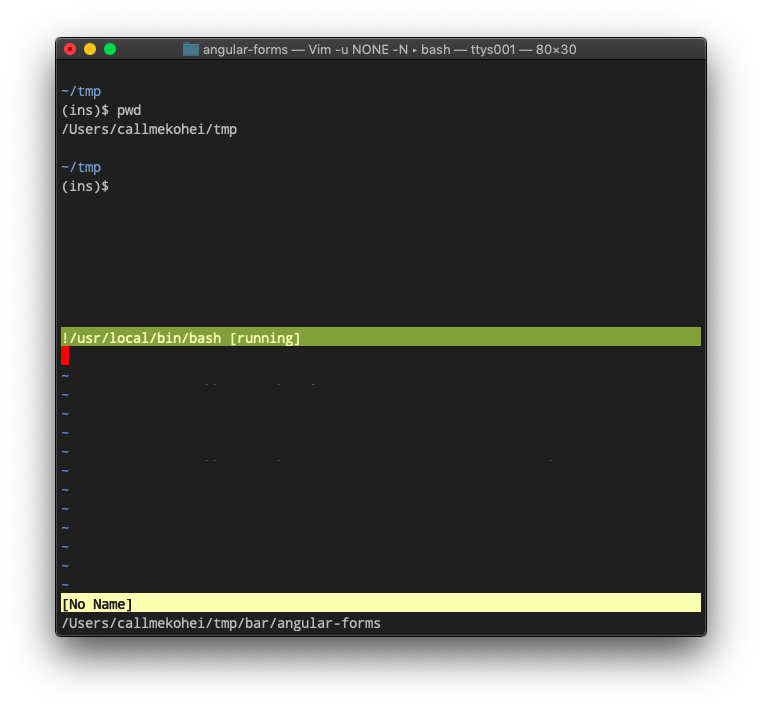 angular-forms — Vim -u NONE -N ▸ bash — ttys001 — 80×30
~/tmp
(ins)$ pwd
/Users/callmekohei/tmp
~/tmp
(ins)$
!/usr/local/bin/bash [running]
~
~
~
~
~
~
~
~
~
~
~
~
[No Name]
/Users/callmekohei/tmp/bar/angular-forms